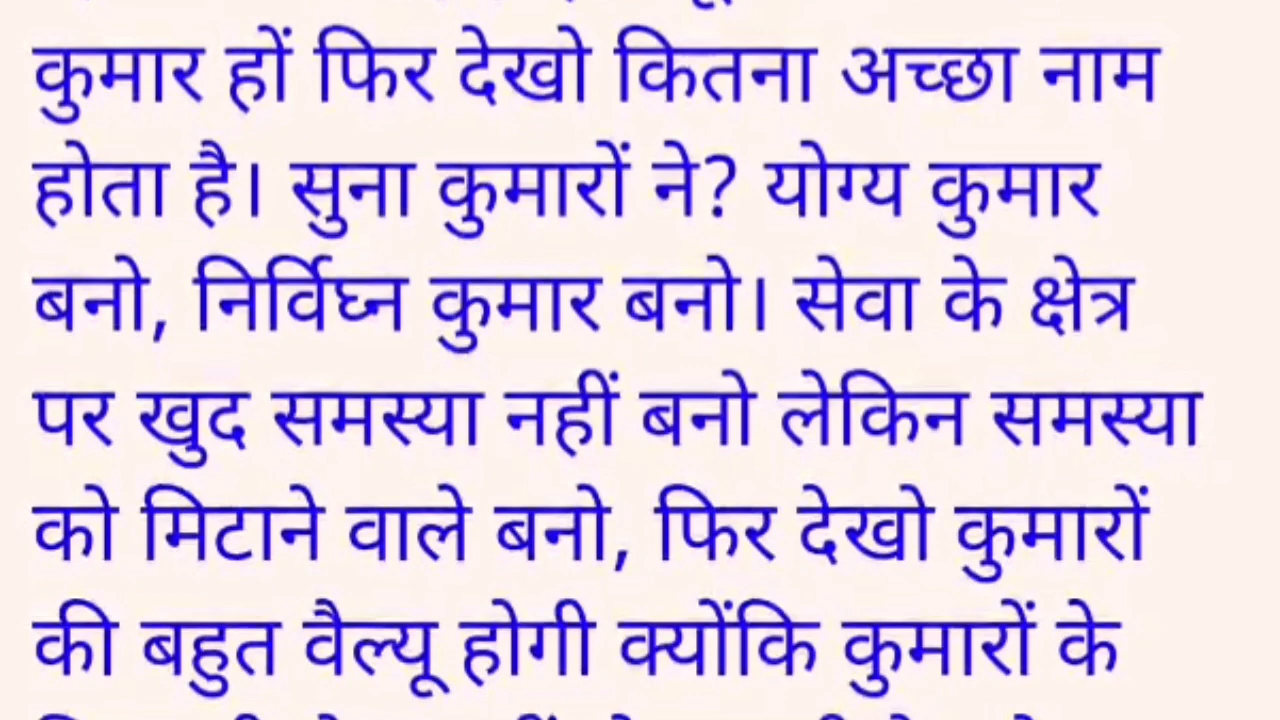 कुमार हों फिर देखो कितना अच्छा नाम
होता है। सुना कुमारों ने? योग्य कुमार
बनो, निर्विघ्न कुमार बनो। सेवा के क्षेत्र
पर खुद समस्या नहीं बनो लेकिन समस्या
को मिटाने वाले बनो, फिर देखो कुमारों
की बहुत वैल्यू होगी क्योंकि कुमारों के